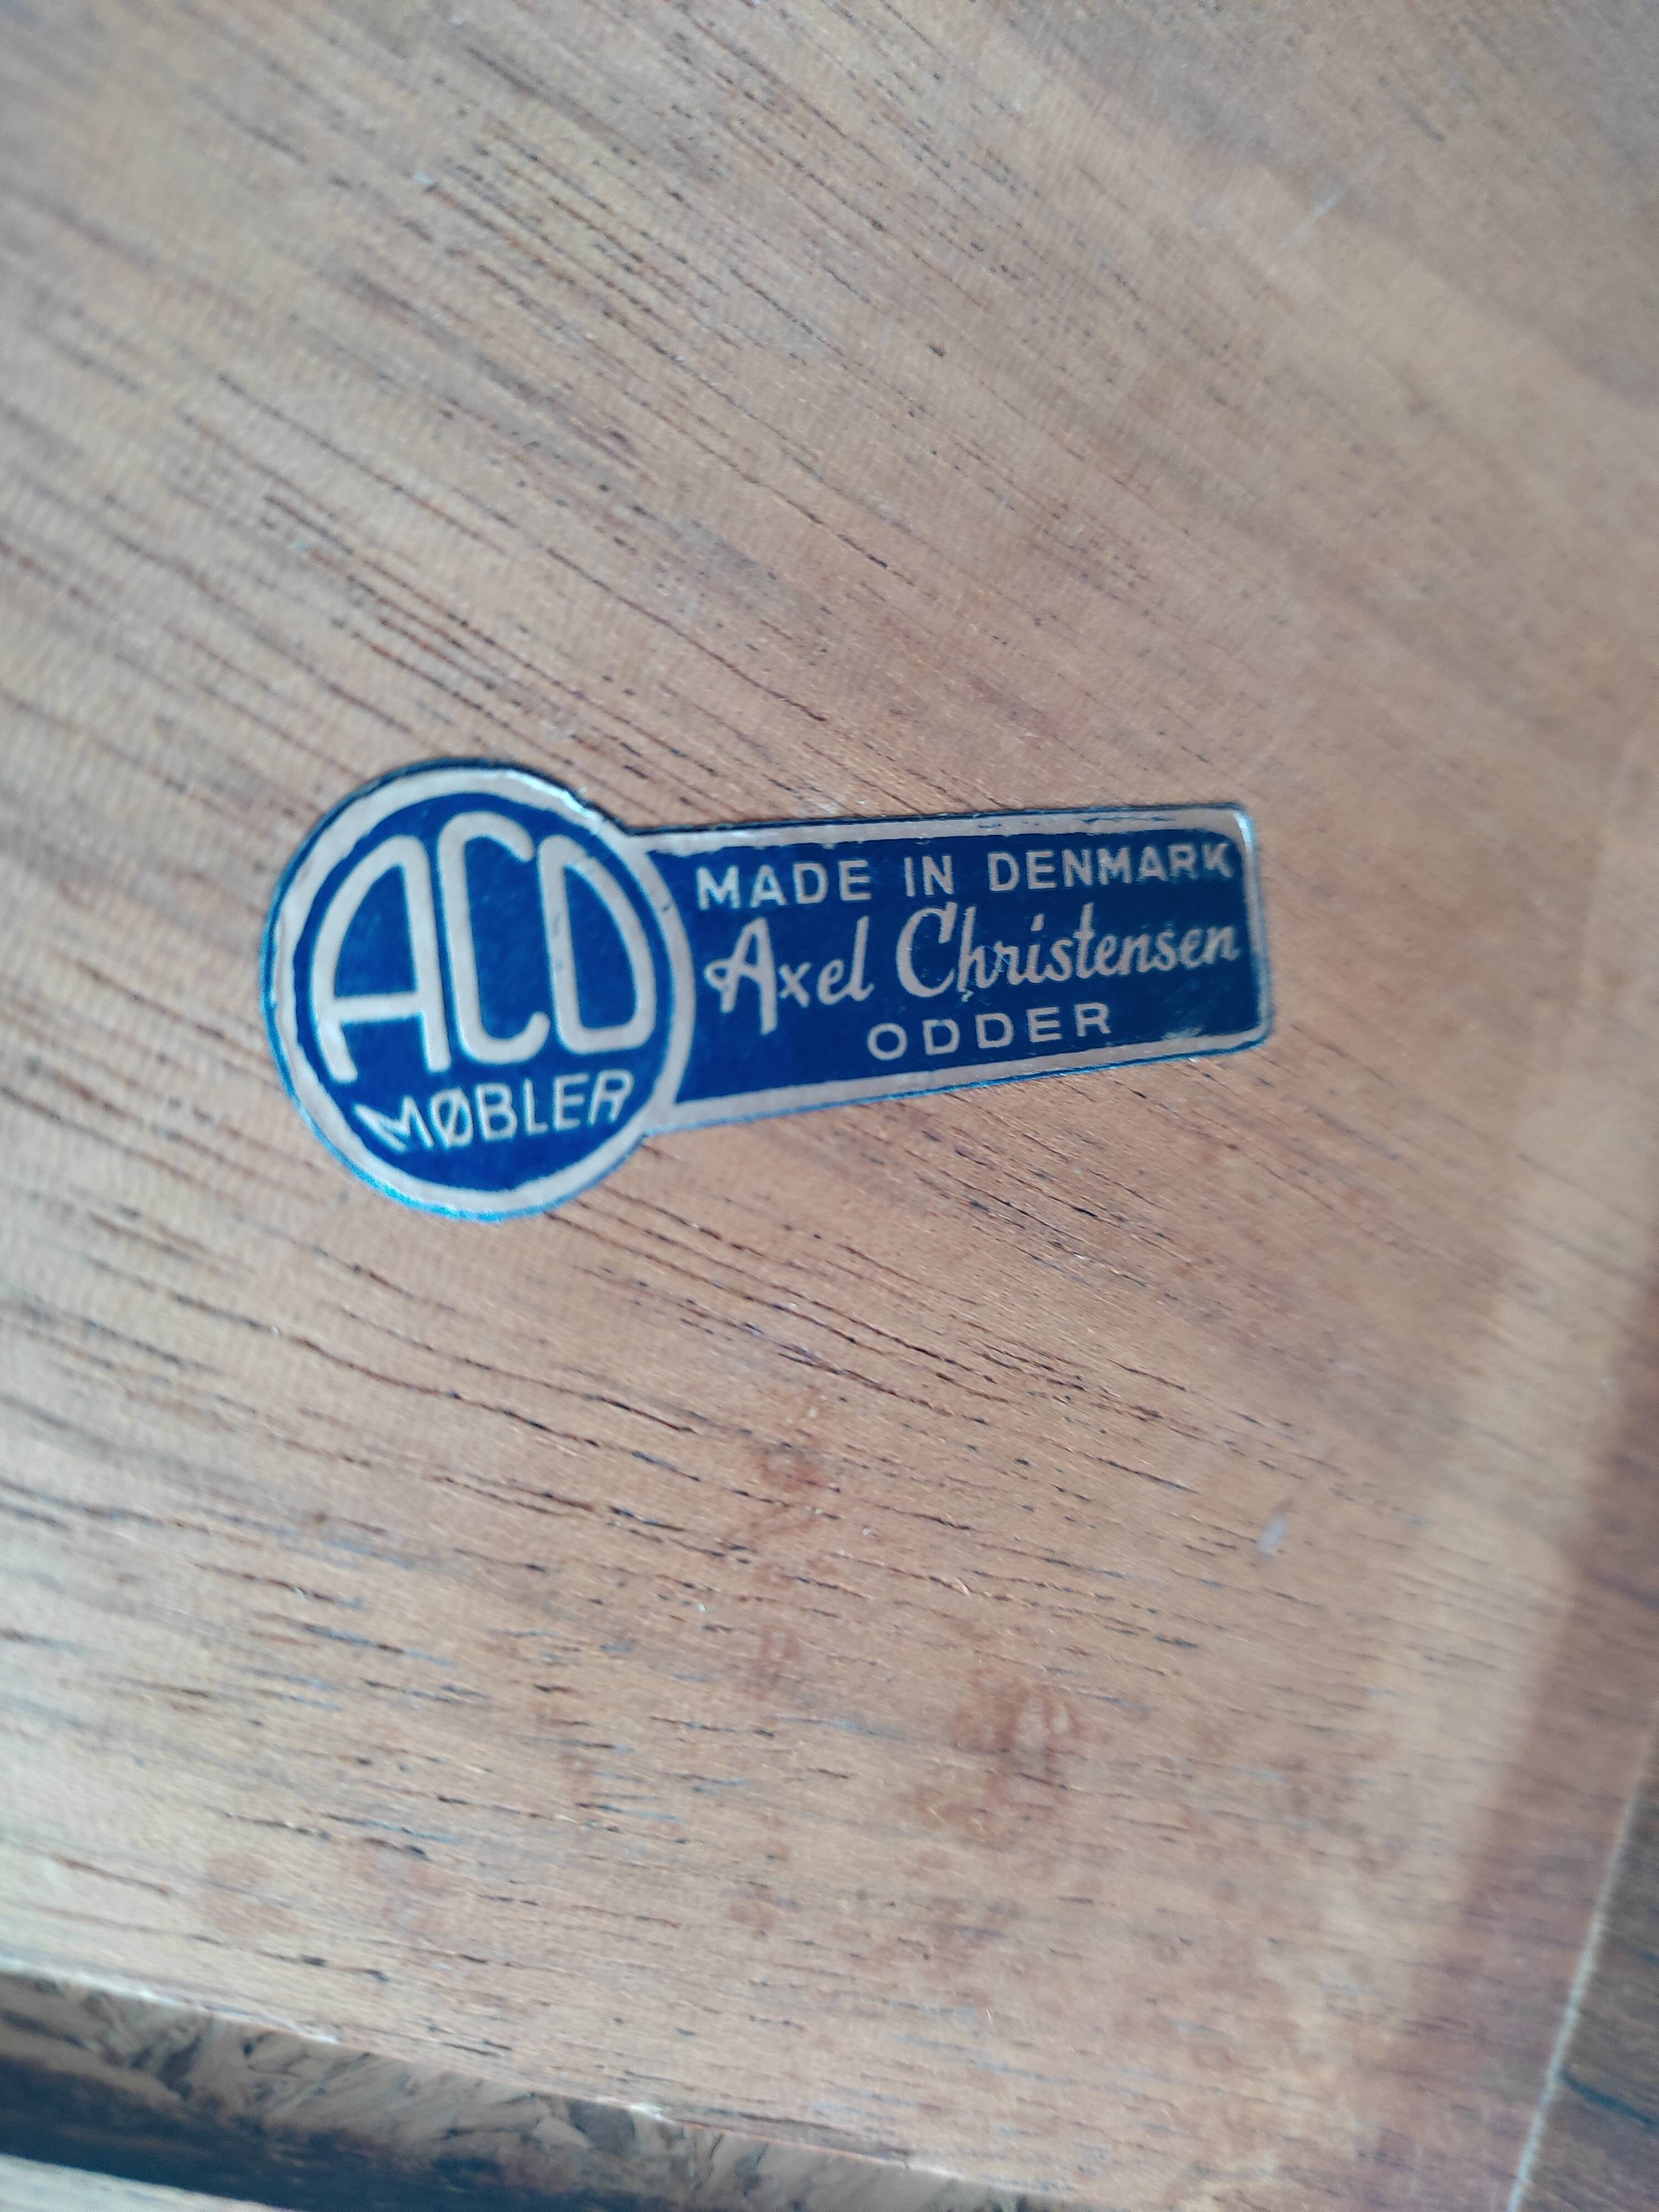 ACO
MØBLER
MADE IN DENMARK
Axel Christensen
ODDER